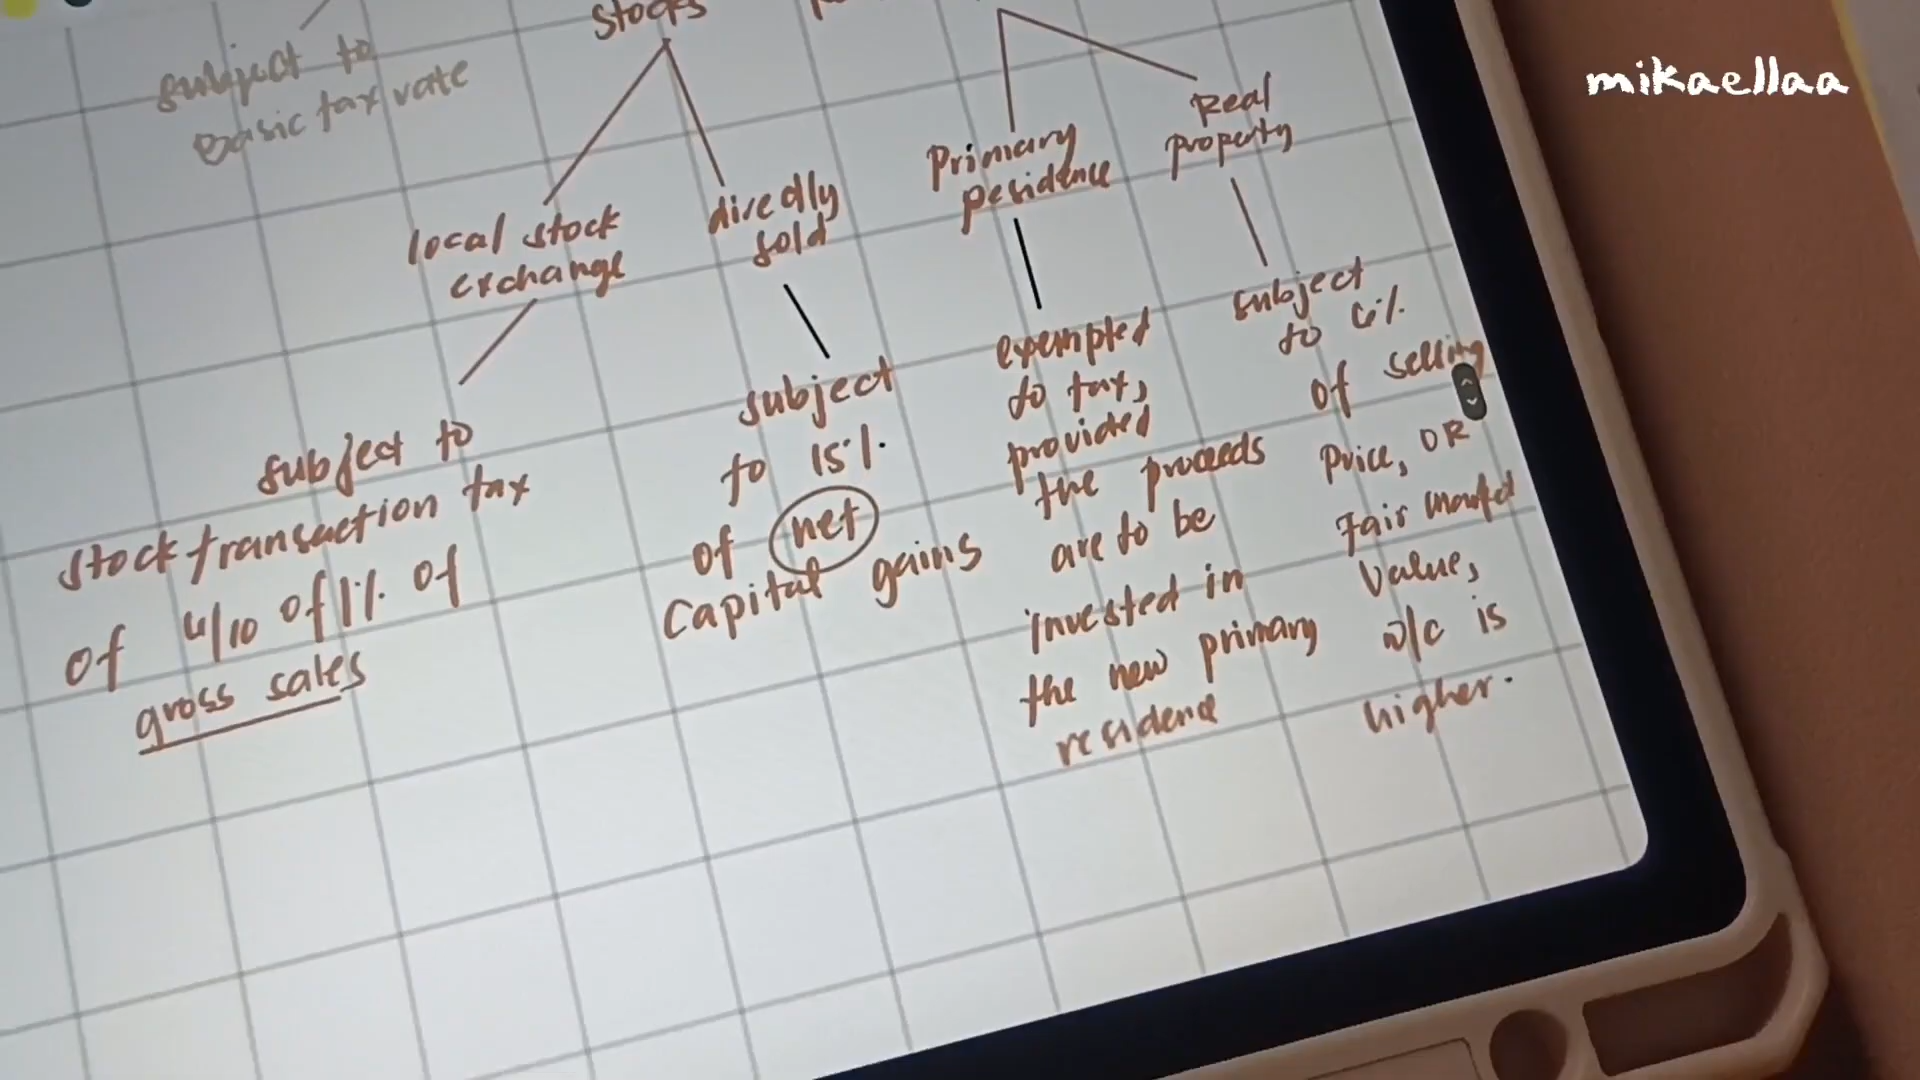 mikaellaa
subject to
Basic tax rate
Stocks
local stock
exchange
subject to
stock transaction tax
of 4/10 of 1% of
gross sales
diredly
sold
subject
to 15%
of net
Capital gains
Primary
residence
exempted
to tax,
provided
the proceeds
are to be
invested in
the new primary
residence
Real
property
subject
to 6%
of selling
Price, OR
Fair market
Value,
w/c is
higher.